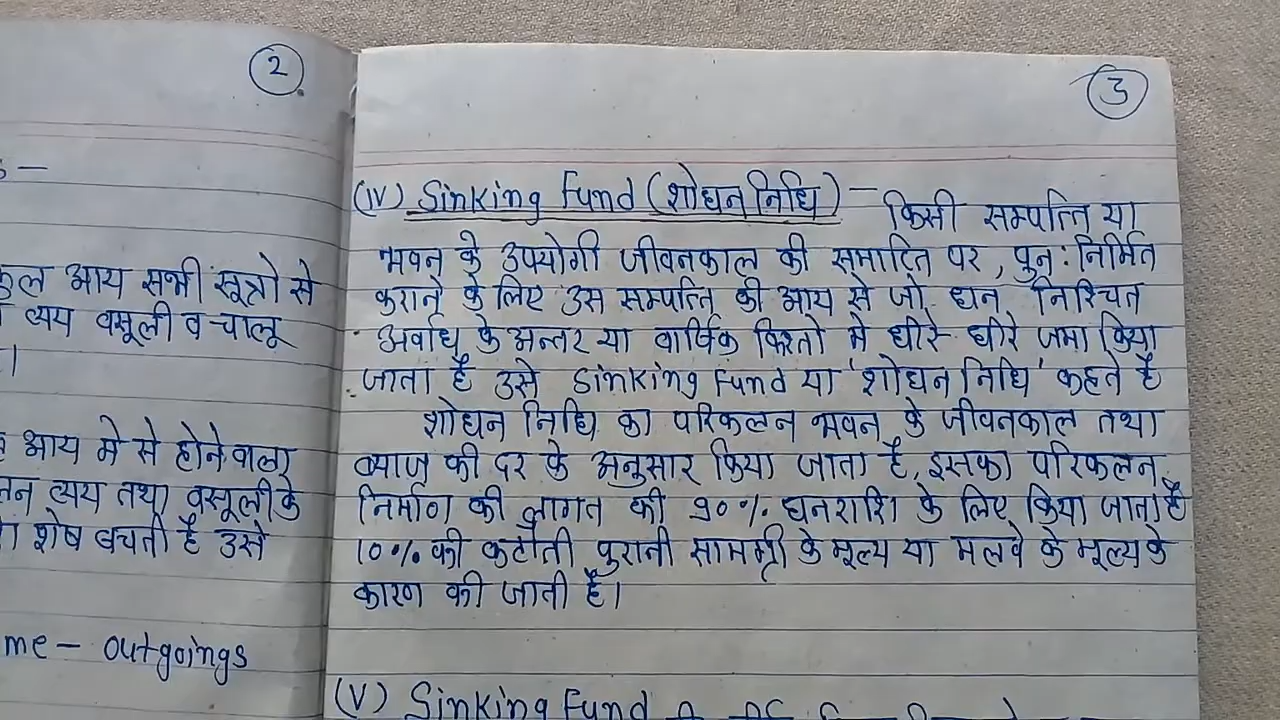 2
कुल आय सभी सूत्रो से
व्यय वसूली व चालू
।
आय मे से होने वाला
व्यय तथा वसूली के
शेष बचती है उसे
me - outgoings
3
(IV) Sinking Fund (शोधन निधि) - किसी सम्पत्ति या
भवन के उपयोगी जीवनकाल की समाप्ति पर, पुन: निर्मित
कराने के लिए उस सम्पत्ति की आय से जो धन निश्चित
अवधि के अन्तर या वार्षिक किश्तो मे धीरे धीरे जमा किया
जाता है उसे Sinking Fund या 'शोधन निधि' कहते है
शोधन निधि का परिकलन भवन के जीवनकाल तथा
ब्याज की दर के अनुसार किया जाता है, इसका परिकलन
निर्माण की लागत की 90% धनराशि के लिए किया जाता है
10% की कटौती पुरानी सामग्री के मूल्य या मलवे के मूल्य के
कारण की जाती है।
(V) Sinking Fund